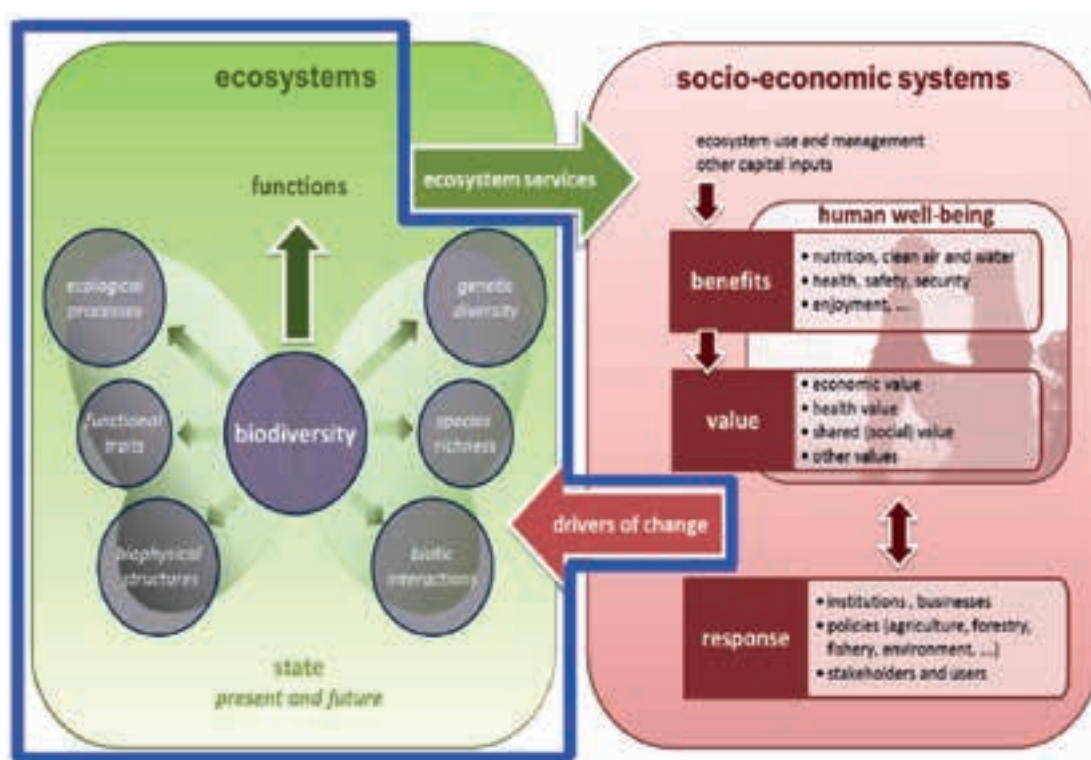 ecosystems
functions
ecological
processes
genetic
diversity
functional
traits
biodiversity
species
richness
biophysical
structures
biotic
interactions
state
present and future
ecosystem services
drivers of change
socio-economic systems
ecosystem use and management
other capital inputs
human well-being
benefits
• nutrition, clean air and water
• health, safety, security
• enjoyment, ...
value
• economic value
• health value
• shared (social) value
• other values
response
• institutions , businesses
• policies (agriculture, forestry,
fishery, environment, ...)
• stakeholders and users